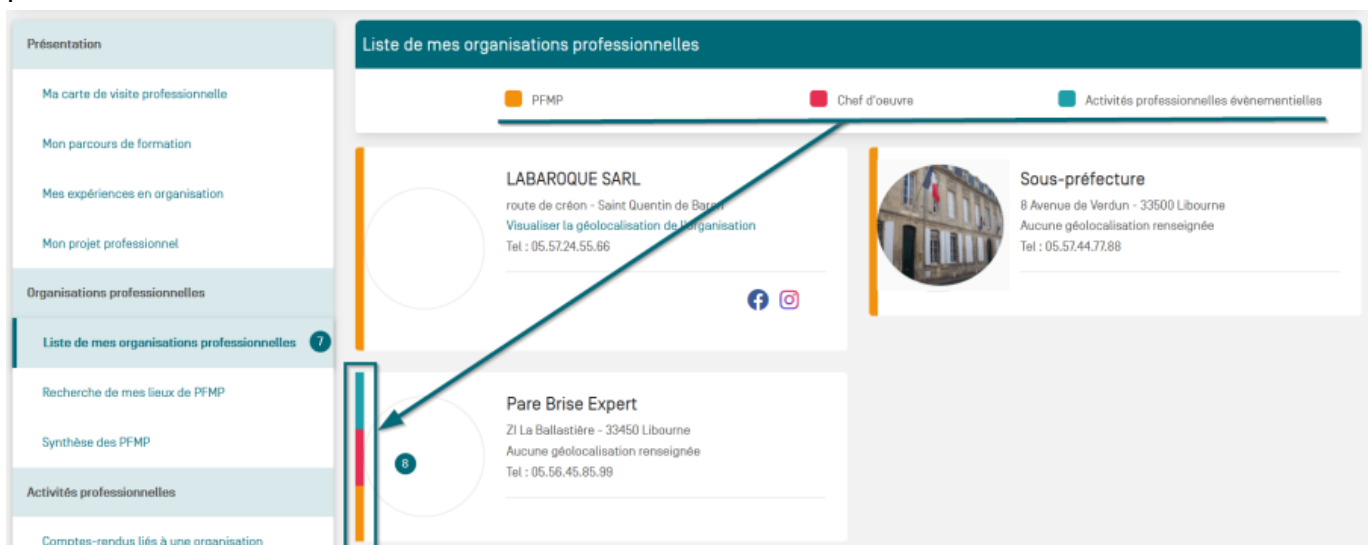 Présentation
Ma carte de visite professionnelle
Mon parcours de formation
Mes expériences en organisation
Mon projet professionnel
Organisations professionnelles
Liste de mes organisations professionnelles 7
Recherche de mes lieux de PFMP
Synthèse des PFMP
Activités professionnelles
Comptes-rendus liés à une organisation
Liste de mes organisations professionnelles
PFMP Chef d'oeuvre Activités professionnelles évènementielles
LABAROQUE SARL
route de créon - Saint Quentin de Baron
Visualiser la géolocalisation de l'organisation
Tel : 05.57.24.55.66
Sous-préfecture
8 Avenue de Verdun - 33500 Libourne
Aucune géolocalisation renseignée
Tel : 05.57.44.77.88
8
Pare Brise Expert
ZI La Ballastière - 33450 Libourne
Aucune géolocalisation renseignée
Tel : 05.56.45.85.99